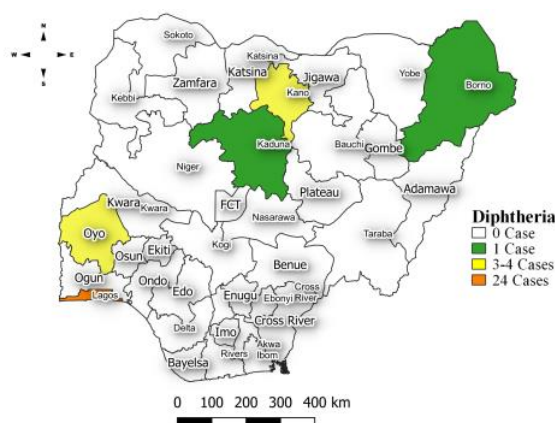 N
W
E
S
Sokoto
Katsina
Katsina
Jigawa
Yobe
Borno
Zamfara
Kano
Kebbi
Kaduna
Bauchi
Gombe
Niger
Plateau
Adamawa
Kwara
Kwara
FCT
Nasarawa
Taraba
Oyo
Kogi
Osun
Ekiti
Benue
Ogun
Ondo
Lagos
Edo
Enugu
Ebonyi
Cross
River
Delta
Imo
Cross River
Bayelsa
Rivers
Akwa
Ibom
Diphtheria
0 Case
1 Case
3-4 Cases
24 Cases
0 100 200 300 400 km